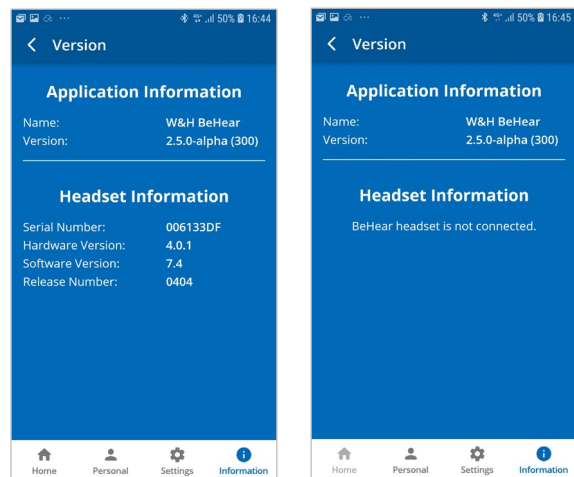 50% 16:44
Version
Application Information
Name: W&H BeHear
Version: 2.5.0-alpha (300)
Headset Information
Serial Number: 006133DF
Hardware Version: 4.0.1
Software Version: 7.4
Release Number: 0404
Home Personal Settings Information
50% 16:45
Version
Application Information
Name: W&H BeHear
Version: 2.5.0-alpha (300)
Headset Information
BeHear headset is not connected.
Home Personal Settings Information